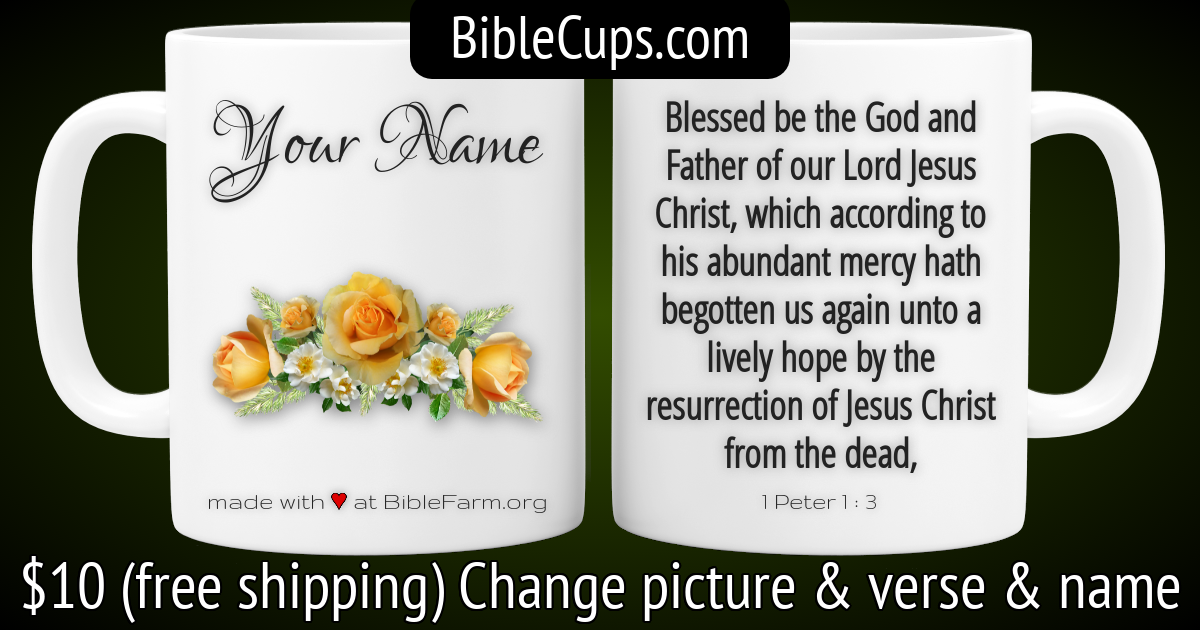 BibleCups.com
Your Name
made with ♥ at BibleFarm.org
Blessed be the God and
Father of our Lord Jesus
Christ, which according to
his abundant mercy hath
begotten us again unto a
lively hope by the
resurrection of Jesus Christ
from the dead,
1 Peter 1 : 3
$10 (free shipping) Change picture & verse & name